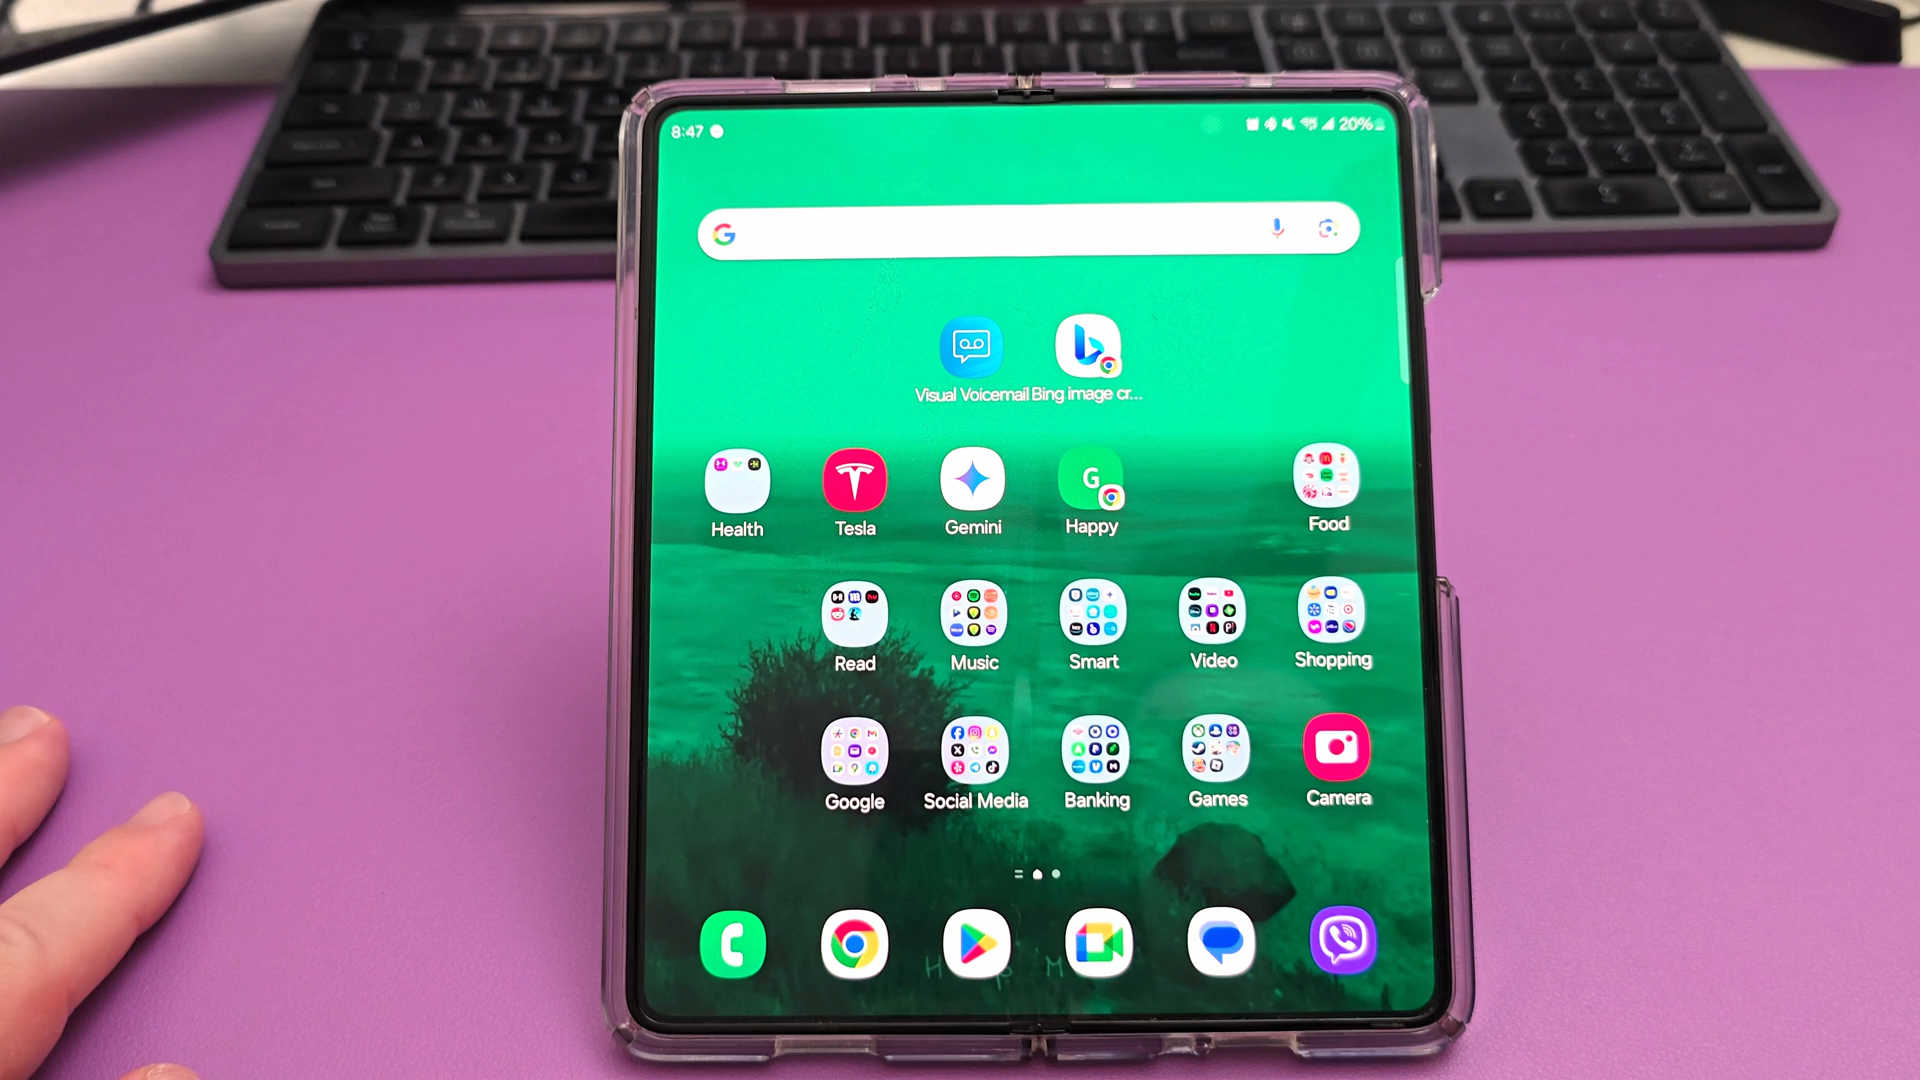 8:47 20%
G
Visual Voicemail Bing image cr...
G
Health Tesla Gemini Happy Food
Read Music Smart Video Shopping
Google Social Media Banking Games Camera